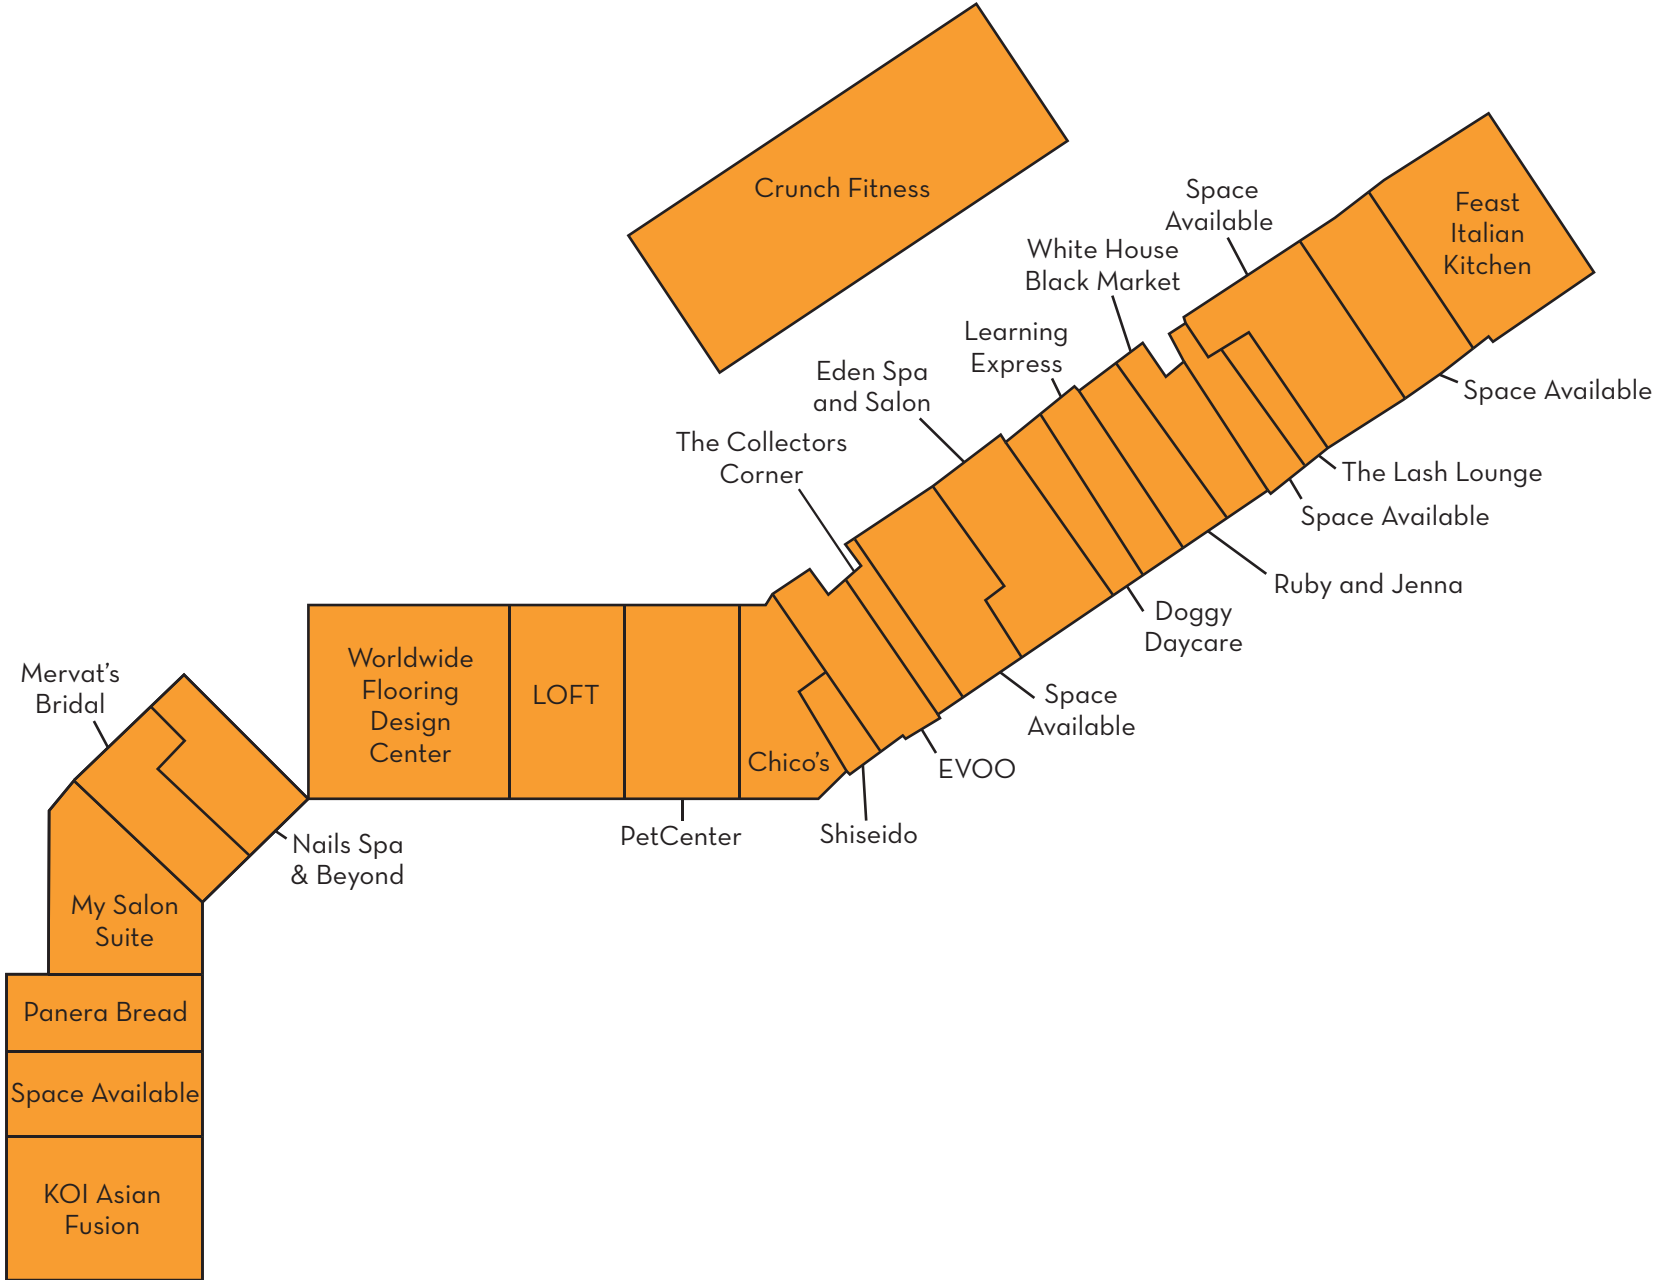 Crunch Fitness
Space
Available
Feast
Italian
Kitchen
White House
Black Market
Learning
Express
Eden Spa
and Salon
Space Available
The Collectors
Corner
The Lash Lounge
Space Available
Ruby and Jenna
Doggy
Daycare
Space
Available
EVOO
Shiseido
Chico's
PetCenter
LOFT
Worldwide
Flooring
Design
Center
Mervat's
Bridal
Nails Spa
& Beyond
My Salon
Suite
Panera Bread
Space Available
KOI Asian
Fusion